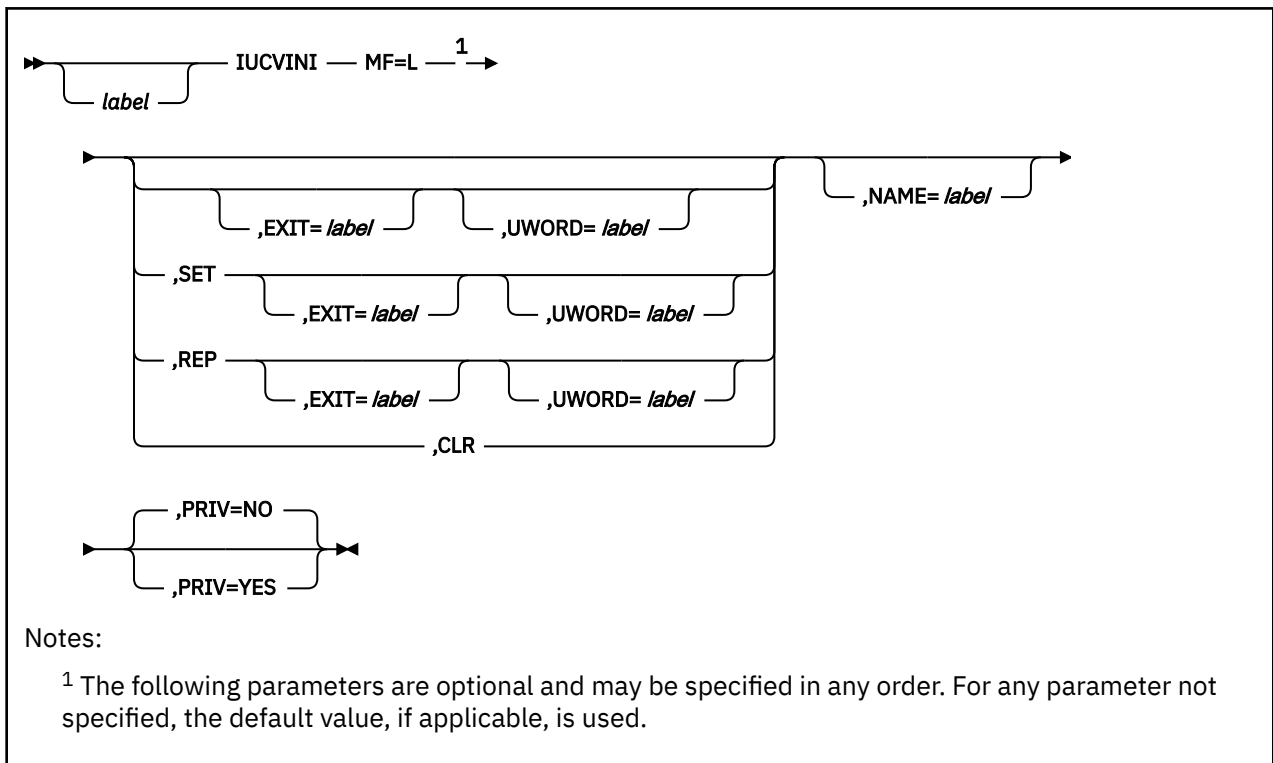 1
IUCVINI MF=L
label
,NAME= label
,EXIT= label ,UWORD= label
,SET
,EXIT= label ,UWORD= label
,REP
,EXIT= label ,UWORD= label
,CLR
,PRIV=NO
,PRIV=YES
Notes:
1 The following parameters are optional and may be specified in any order. For any parameter not
specified, the default value, if applicable, is used.